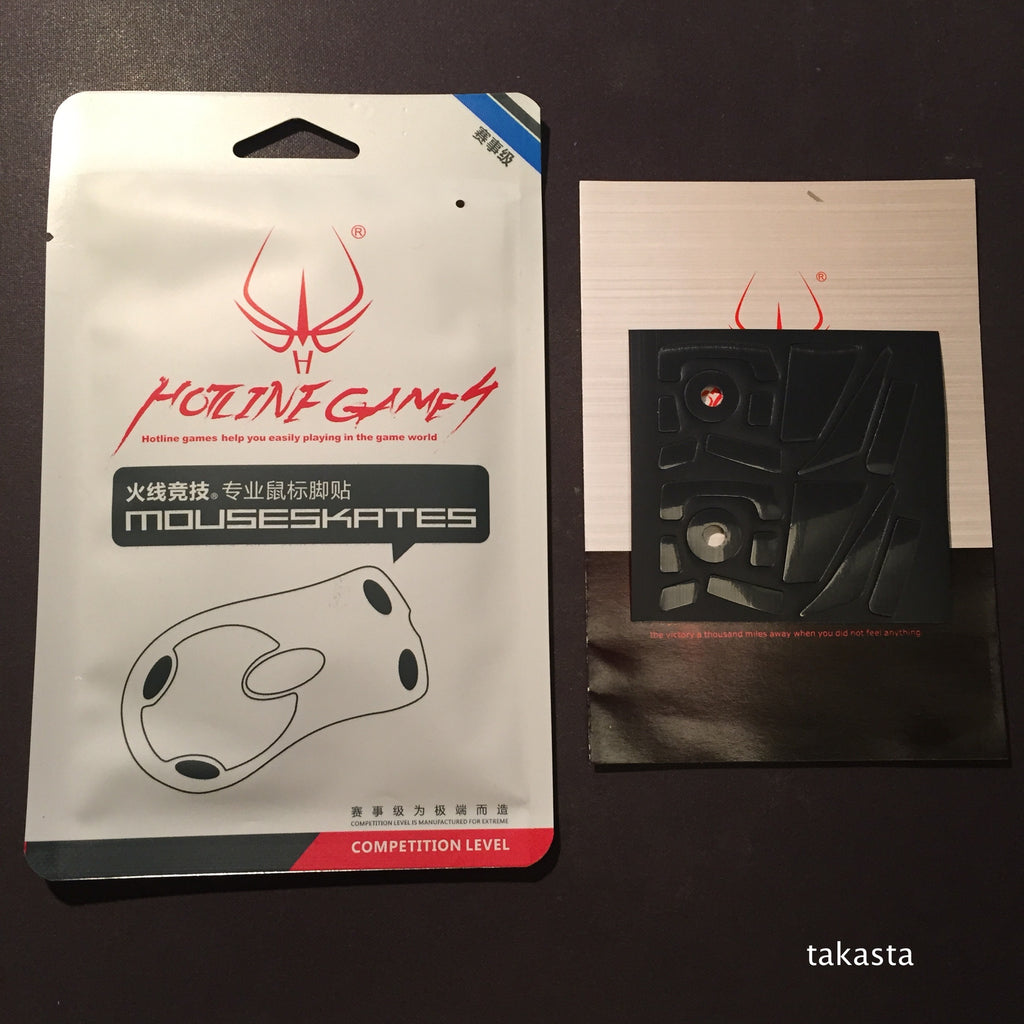 赛事级
®
H
HOTLINE GAMES
Hotline games help you easily playing in the game world
火线竞技® 专业鼠标脚贴
MOUSESKATES
赛事级为极端而造
COMPETITION LEVEL IS MANUFACTURED FOR EXTREME
COMPETITION LEVEL
®
the victory a thousand miles away when you did not feel anything
takasta